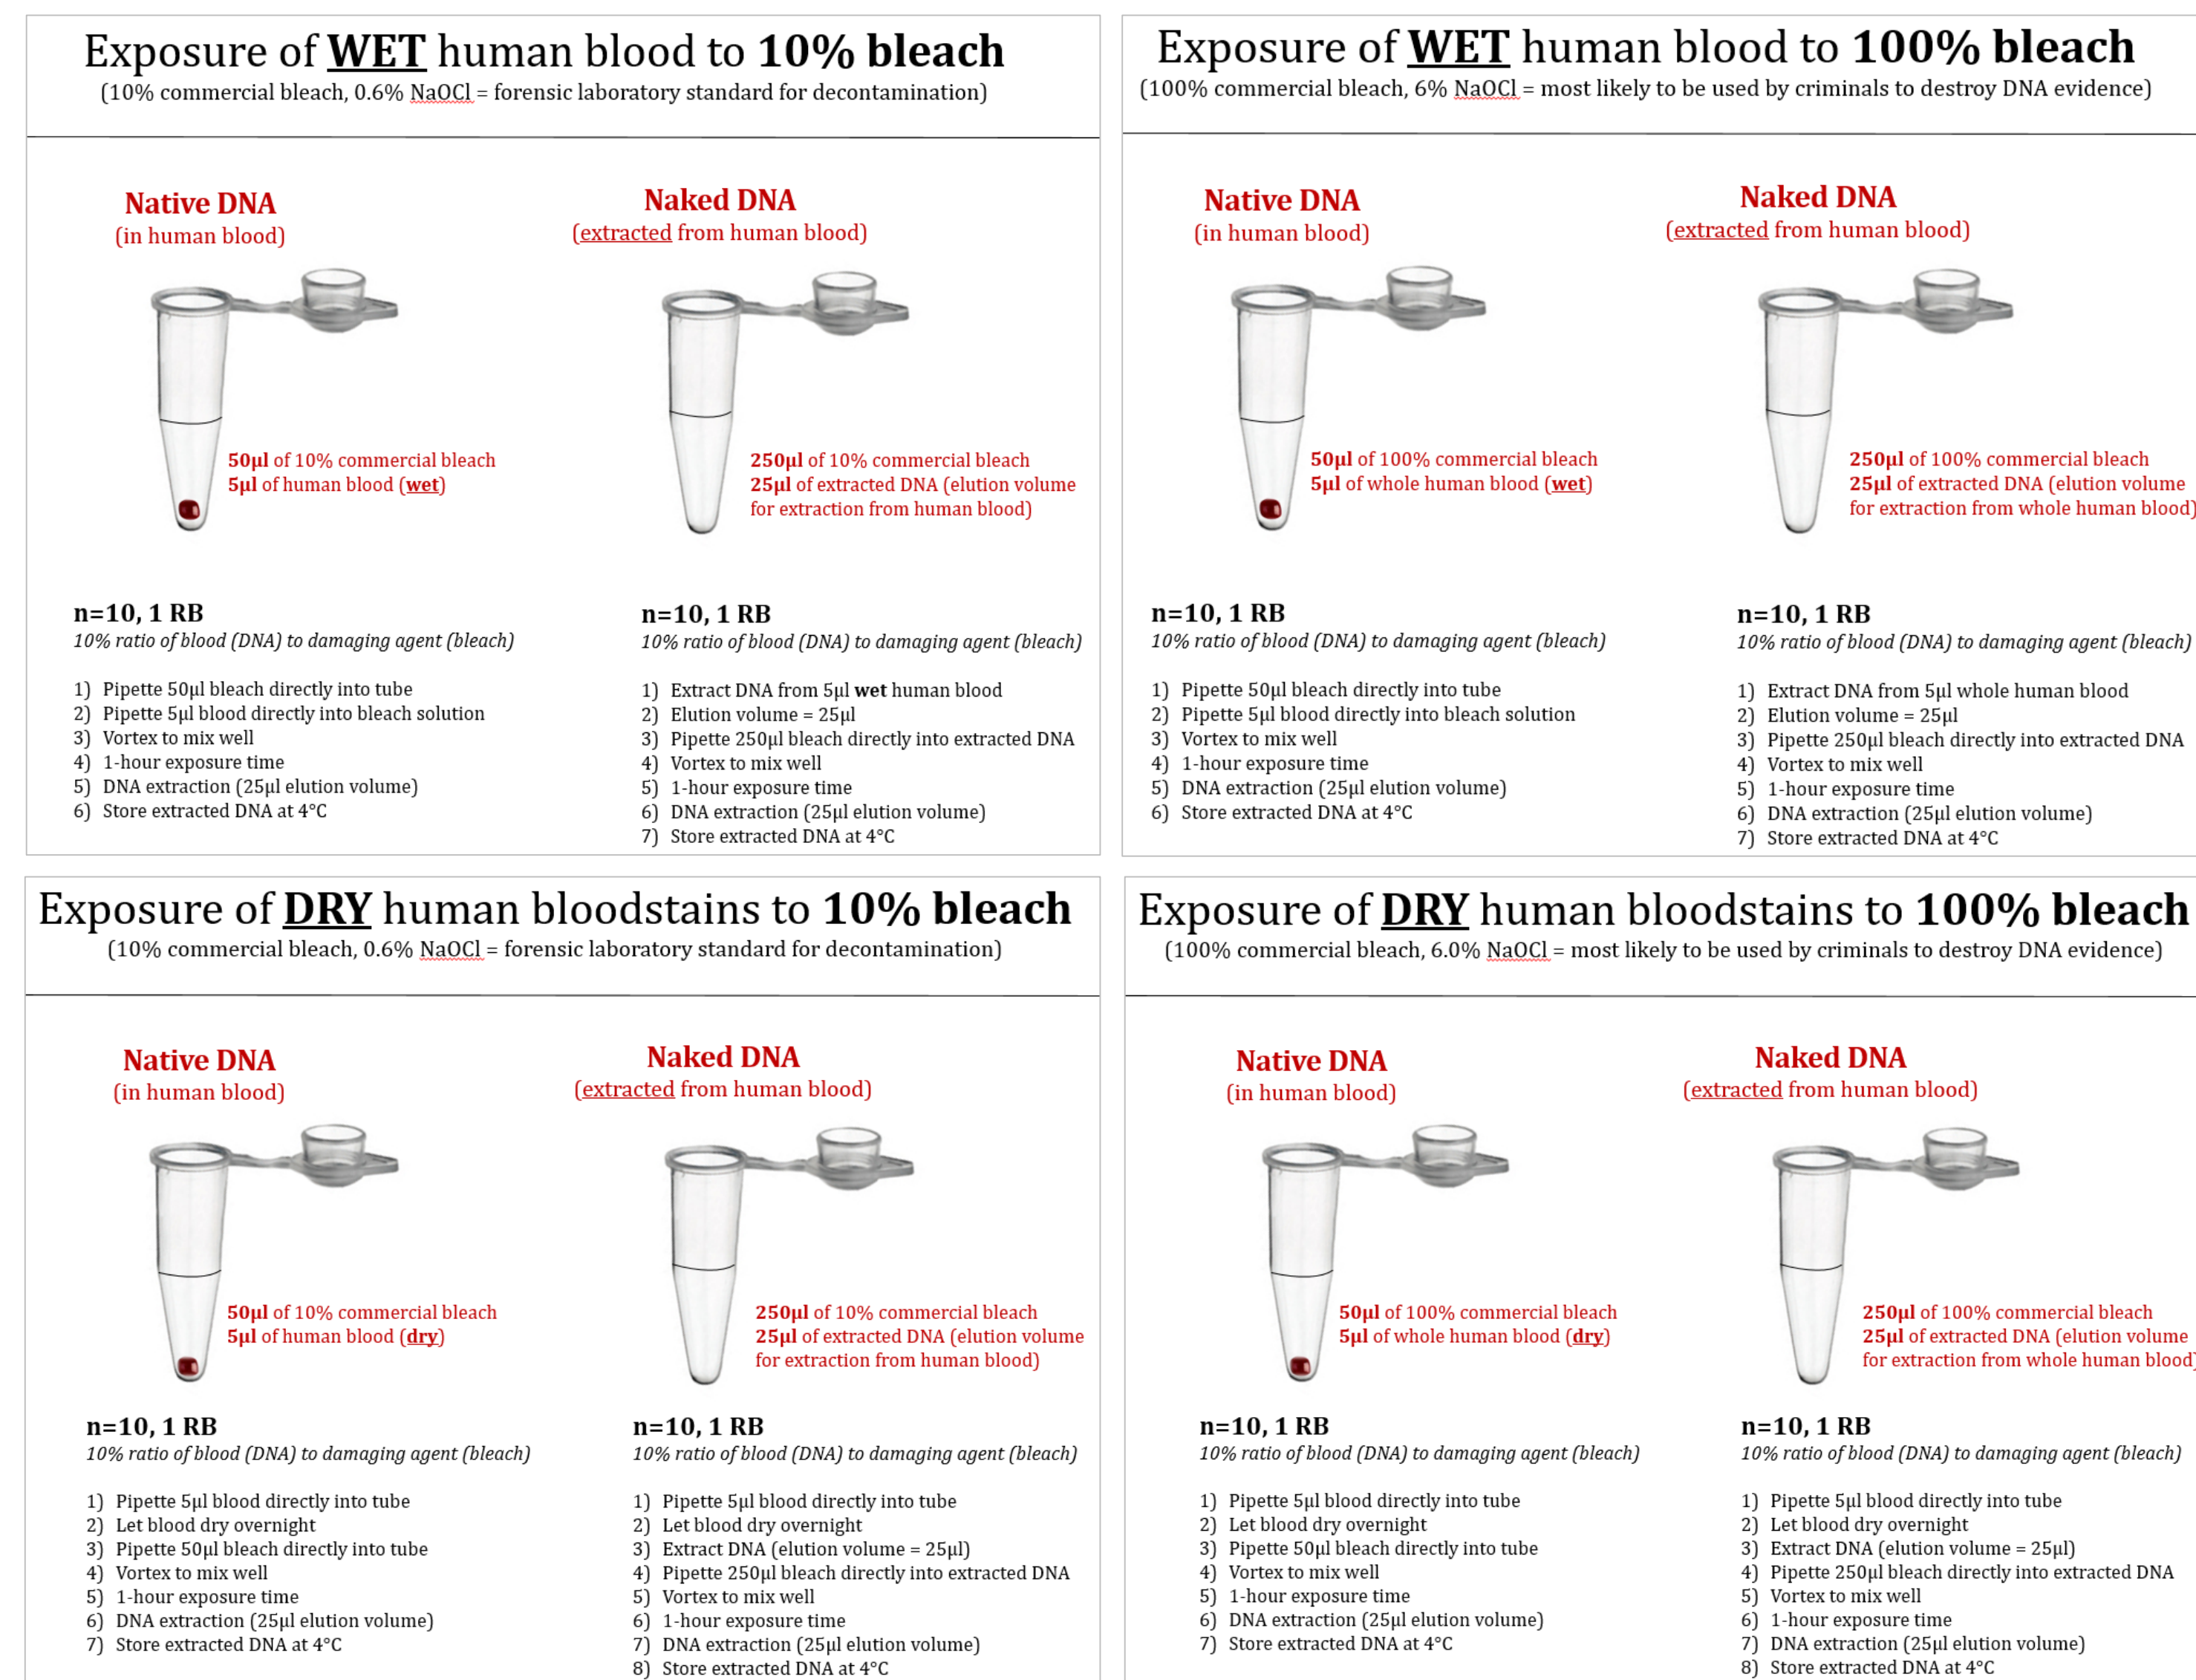 Exposure of WET human blood to 10% bleach
(10% commercial bleach, 0.6% NaOCl = forensic laboratory standard for decontamination)
Native DNA
(in human blood)
50µl of 10% commercial bleach
5µl of human blood (wet)
n=10, 1 RB
10% ratio of blood (DNA) to damaging agent (bleach)
1) Pipette 50µl bleach directly into tube
2) Pipette 5µl blood directly into bleach solution
3) Vortex to mix well
4) 1-hour exposure time
5) DNA extraction (25µl elution volume)
6) Store extracted DNA at 4°C
Naked DNA
(extracted from human blood)
250µl of 10% commercial bleach
25µl of extracted DNA (elution volume
for extraction from human blood)
n=10, 1 RB
10% ratio of blood (DNA) to damaging agent (bleach)
1) Extract DNA from 5µl wet human blood
2) Elution volume = 25µl
3) Pipette 250µl bleach directly into extracted DNA
4) Vortex to mix well
5) 1-hour exposure time
6) DNA extraction (25µl elution volume)
7) Store extracted DNA at 4°C
Exposure of WET human blood to 100% bleach
(100% commercial bleach, 6% NaOCl = most likely to be used by criminals to destroy DNA evidence)
Native DNA
(in human blood)
50µl of 100% commercial bleach
5µl of whole human blood (wet)
n=10, 1 RB
10% ratio of blood (DNA) to damaging agent (bleach)
1) Pipette 50µl bleach directly into tube
2) Pipette 5µl blood directly into bleach solution
3) Vortex to mix well
4) 1-hour exposure time
5) DNA extraction (25µl elution volume)
6) Store extracted DNA at 4°C
Naked DNA
(extracted from human blood)
250µl of 100% commercial bleach
25µl of extracted DNA (elution volume
for extraction from whole human blood)
n=10, 1 RB
10% ratio of blood (DNA) to damaging agent (bleach)
1) Extract DNA from 5µl whole human blood
2) Elution volume = 25µl
3) Pipette 250µl bleach directly into extracted DNA
4) Vortex to mix well
5) 1-hour exposure time
6) DNA extraction (25µl elution volume)
7) Store extracted DNA at 4°C
Exposure of DRY human bloodstains to 10% bleach
(10% commercial bleach, 0.6% NaOCl = forensic laboratory standard for decontamination)
Native DNA
(in human blood)
50µl of 10% commercial bleach
5µl of human blood (dry)
n=10, 1 RB
10% ratio of blood (DNA) to damaging agent (bleach)
1) Pipette 5µl blood directly into tube
2) Let blood dry overnight
3) Pipette 50µl bleach directly into tube
4) Vortex to mix well
5) 1-hour exposure time
6) DNA extraction (25µl elution volume)
7) Store extracted DNA at 4°C
Naked DNA
(extracted from human blood)
250µl of 10% commercial bleach
25µl of extracted DNA (elution volume
for extraction from human blood)
n=10, 1 RB
10% ratio of blood (DNA) to damaging agent (bleach)
1) Pipette 5µl blood directly into tube
2) Let blood dry overnight
3) Extract DNA (elution volume = 25µl)
4) Pipette 250µl bleach directly into extracted DNA
5) Vortex to mix well
6) 1-hour exposure time
7) DNA extraction (25µl elution volume)
8) Store extracted DNA at 4°C
Exposure of DRY human bloodstains to 100% bleach
(100% commercial bleach, 6.0% NaOCl = most likely to be used by criminals to destroy DNA evidence)
Native DNA
(in human blood)
50µl of 100% commercial bleach
5µl of whole human blood (dry)
n=10, 1 RB
10% ratio of blood (DNA) to damaging agent (bleach)
1) Pipette 5µl blood directly into tube
2) Let blood dry overnight
3) Pipette 50µl bleach directly into tube
4) Vortex to mix well
5) 1-hour exposure time
6) DNA extraction (25µl elution volume)
7) Store extracted DNA at 4°C
Naked DNA
(extracted from human blood)
250µl of 100% commercial bleach
25µl of extracted DNA (elution volume
for extraction from whole human blood)
n=10, 1 RB
10% ratio of blood (DNA) to damaging agent (bleach)
1) Pipette 5µl blood directly into tube
2) Let blood dry overnight
3) Extract DNA (elution volume = 25µl)
4) Pipette 250µl bleach directly into extracted DNA
5) Vortex to mix well
6) 1-hour exposure time
7) DNA extraction (25µl elution volume)
8) Store extracted DNA at 4°C